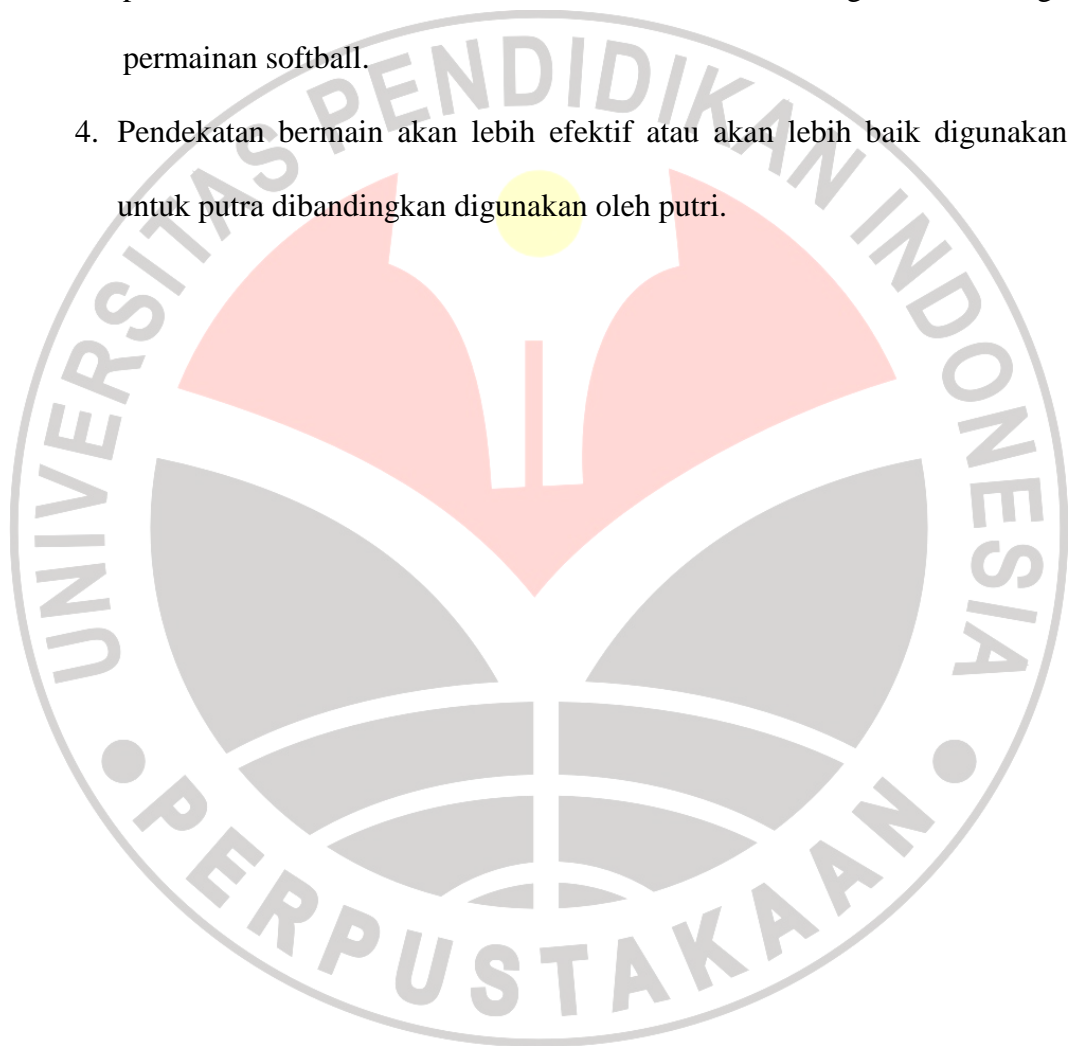 permainan softball.
4. Pendekatan bermain akan lebih efektif atau akan lebih baik digunakan
untuk putra dibandingkan digunakan oleh putri.
UNIVERSITAS PENDIDIKAN INDONESIA
PERPUSTAKAAN